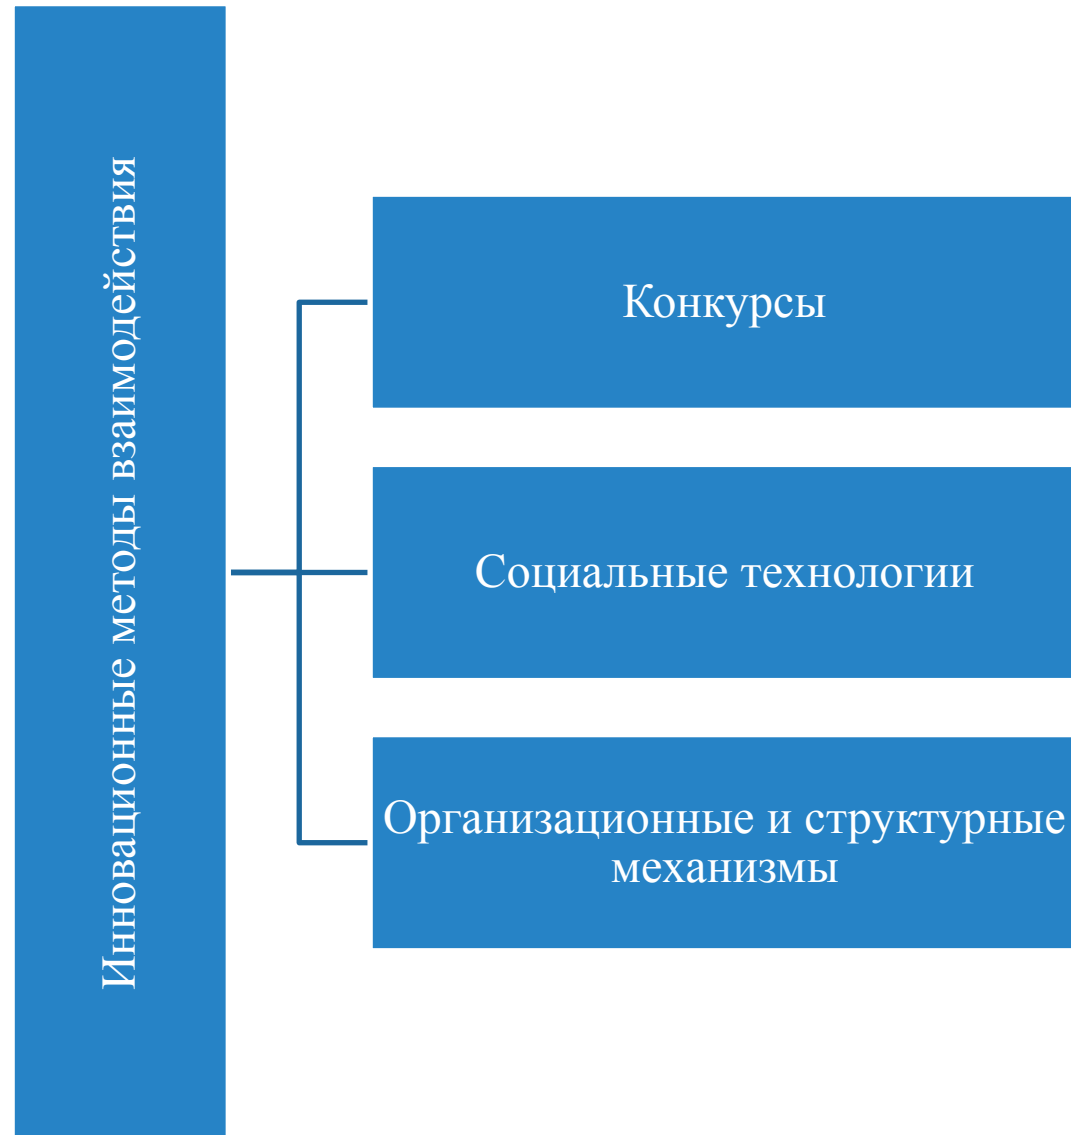 Инновационные методы взаимодействия
Конкурсы
Социальные технологии
Организационные и структурные
механизмы